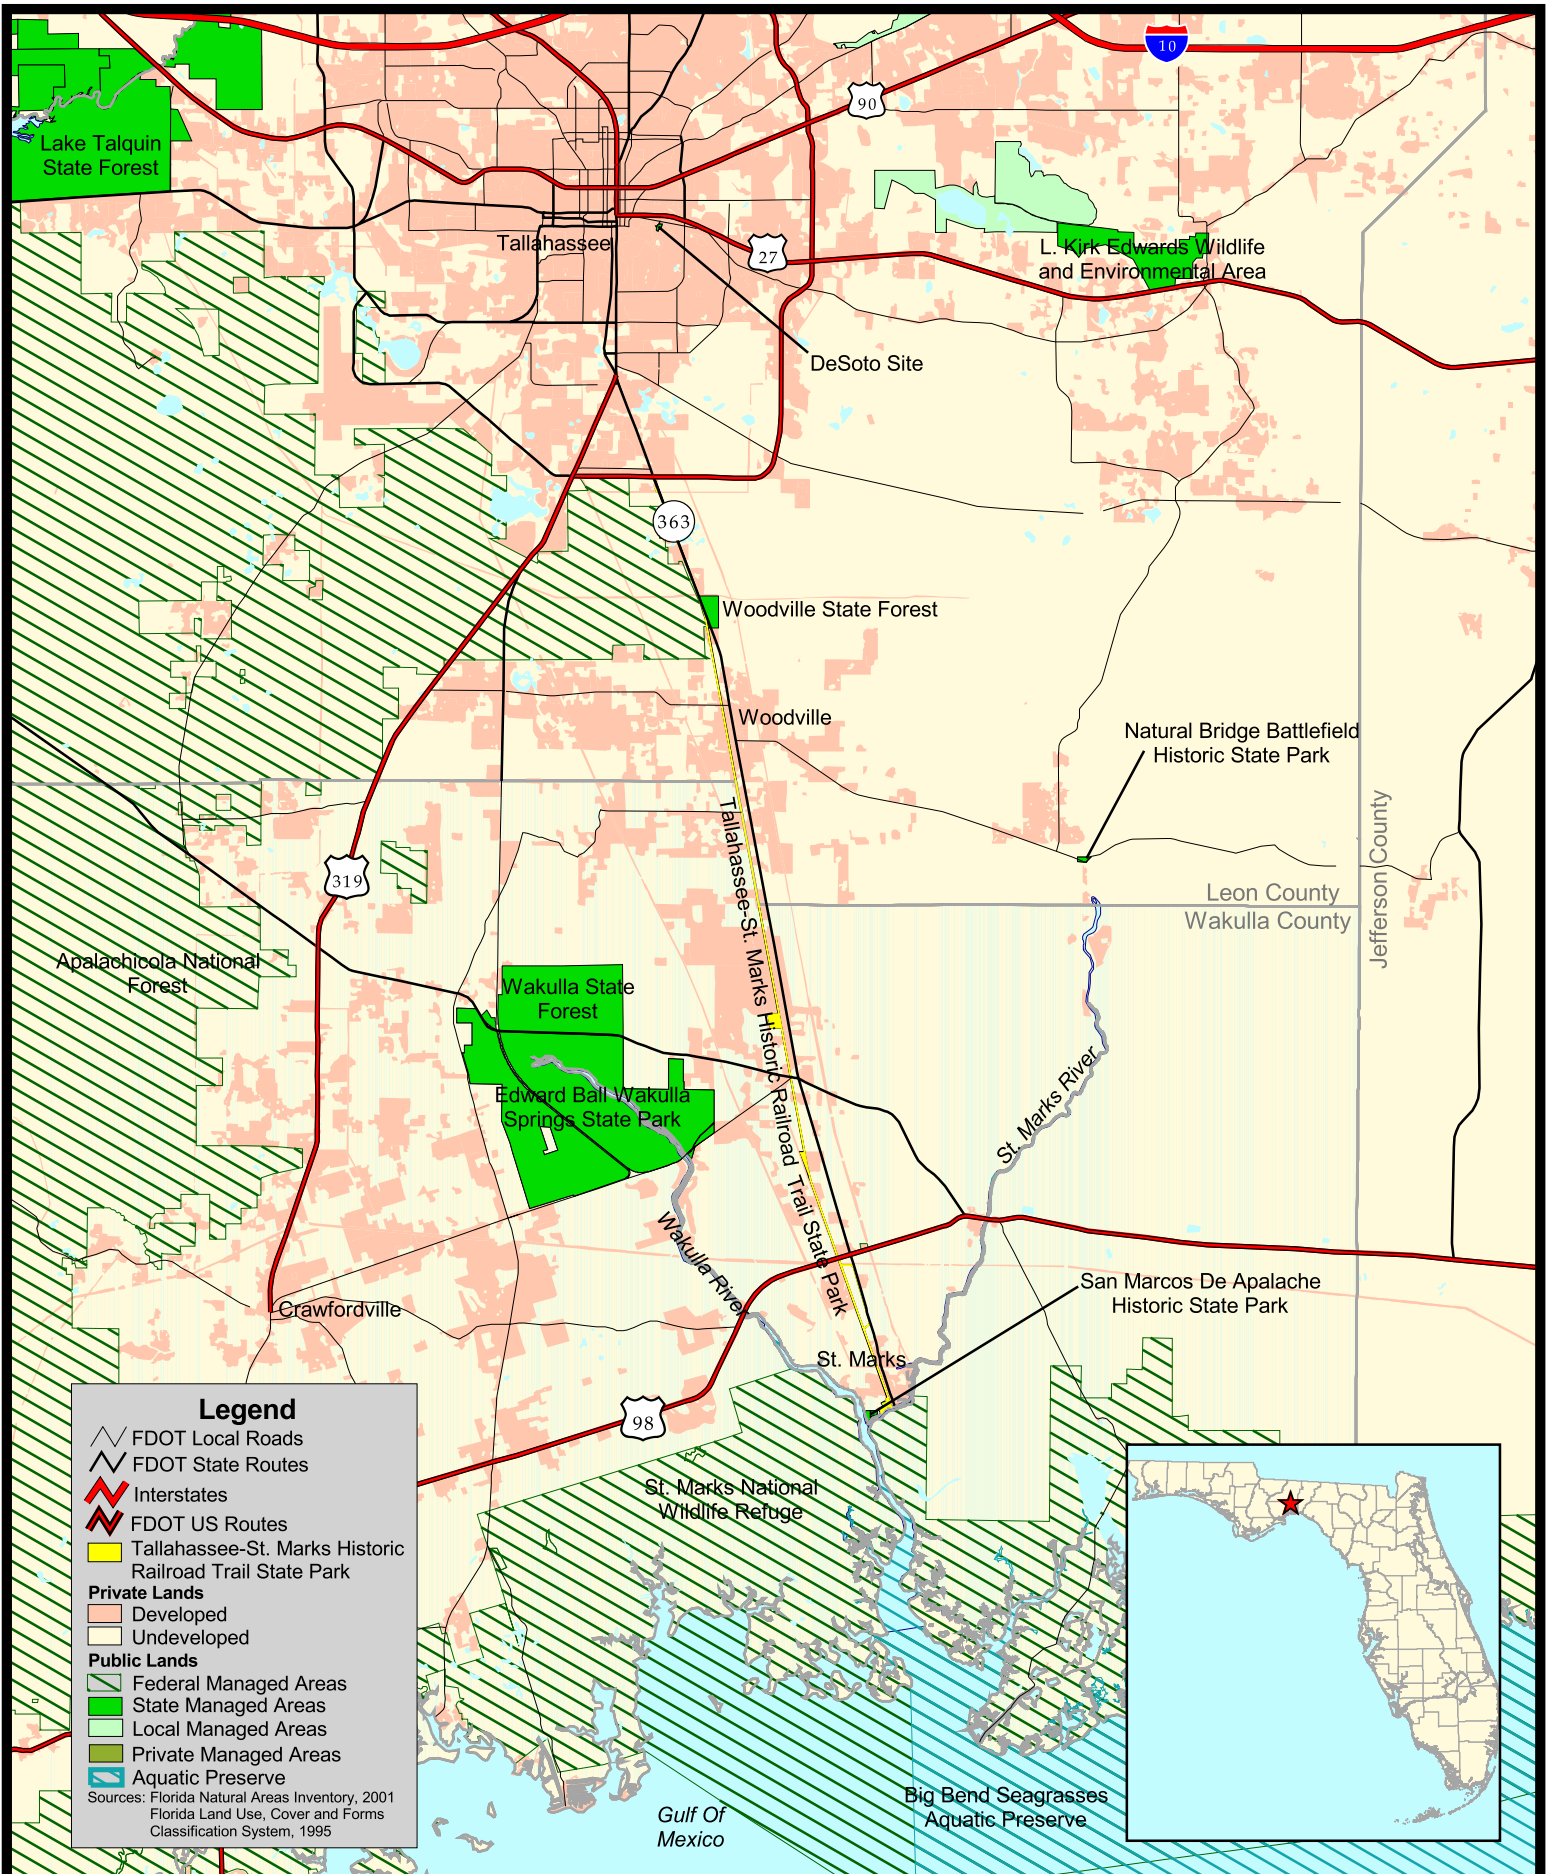 10
90
Lake Talquin
State Forest
Tallahassee
27
L. Kirk Edwards Wildlife
and Environmental Area
DeSoto Site
363
Woodville State Forest
Woodville
Natural Bridge Battlefield
Historic State Park
Tallahassee-St. Marks Historic Railroad Trail State Park
Jefferson County
319
Leon County
Wakulla County
Apalachicola National
Forest
Wakulla State
Forest
Edward Ball Wakulla
Springs State Park
St. Marks River
Wakulla River
San Marcos De Apalache
Historic State Park
Crawfordville
St. Marks
98
St. Marks National
Wildlife Refuge
Big Bend Seagrasses
Aquatic Preserve
Gulf Of
Mexico
Legend
FDOT Local Roads
FDOT State Routes
Interstates
FDOT US Routes
Tallahassee-St. Marks Historic
Railroad Trail State Park
Private Lands
Developed
Undeveloped
Public Lands
Federal Managed Areas
State Managed Areas
Local Managed Areas
Private Managed Areas
Aquatic Preserve
Sources: Florida Natural Areas Inventory, 2001
Florida Land Use, Cover and Forms
Classification System, 1995